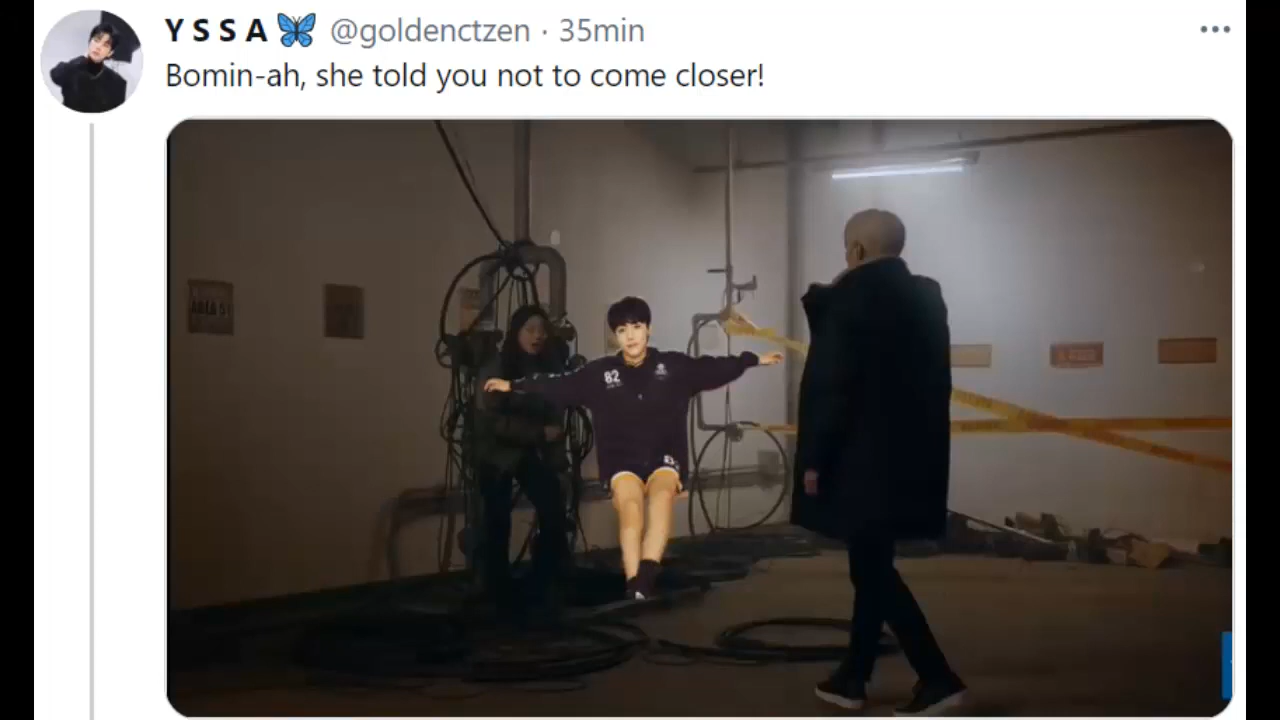 Y S S A @goldenctzen · 35min
Bomin-ah, she told you not to come closer!
AREA 51
82